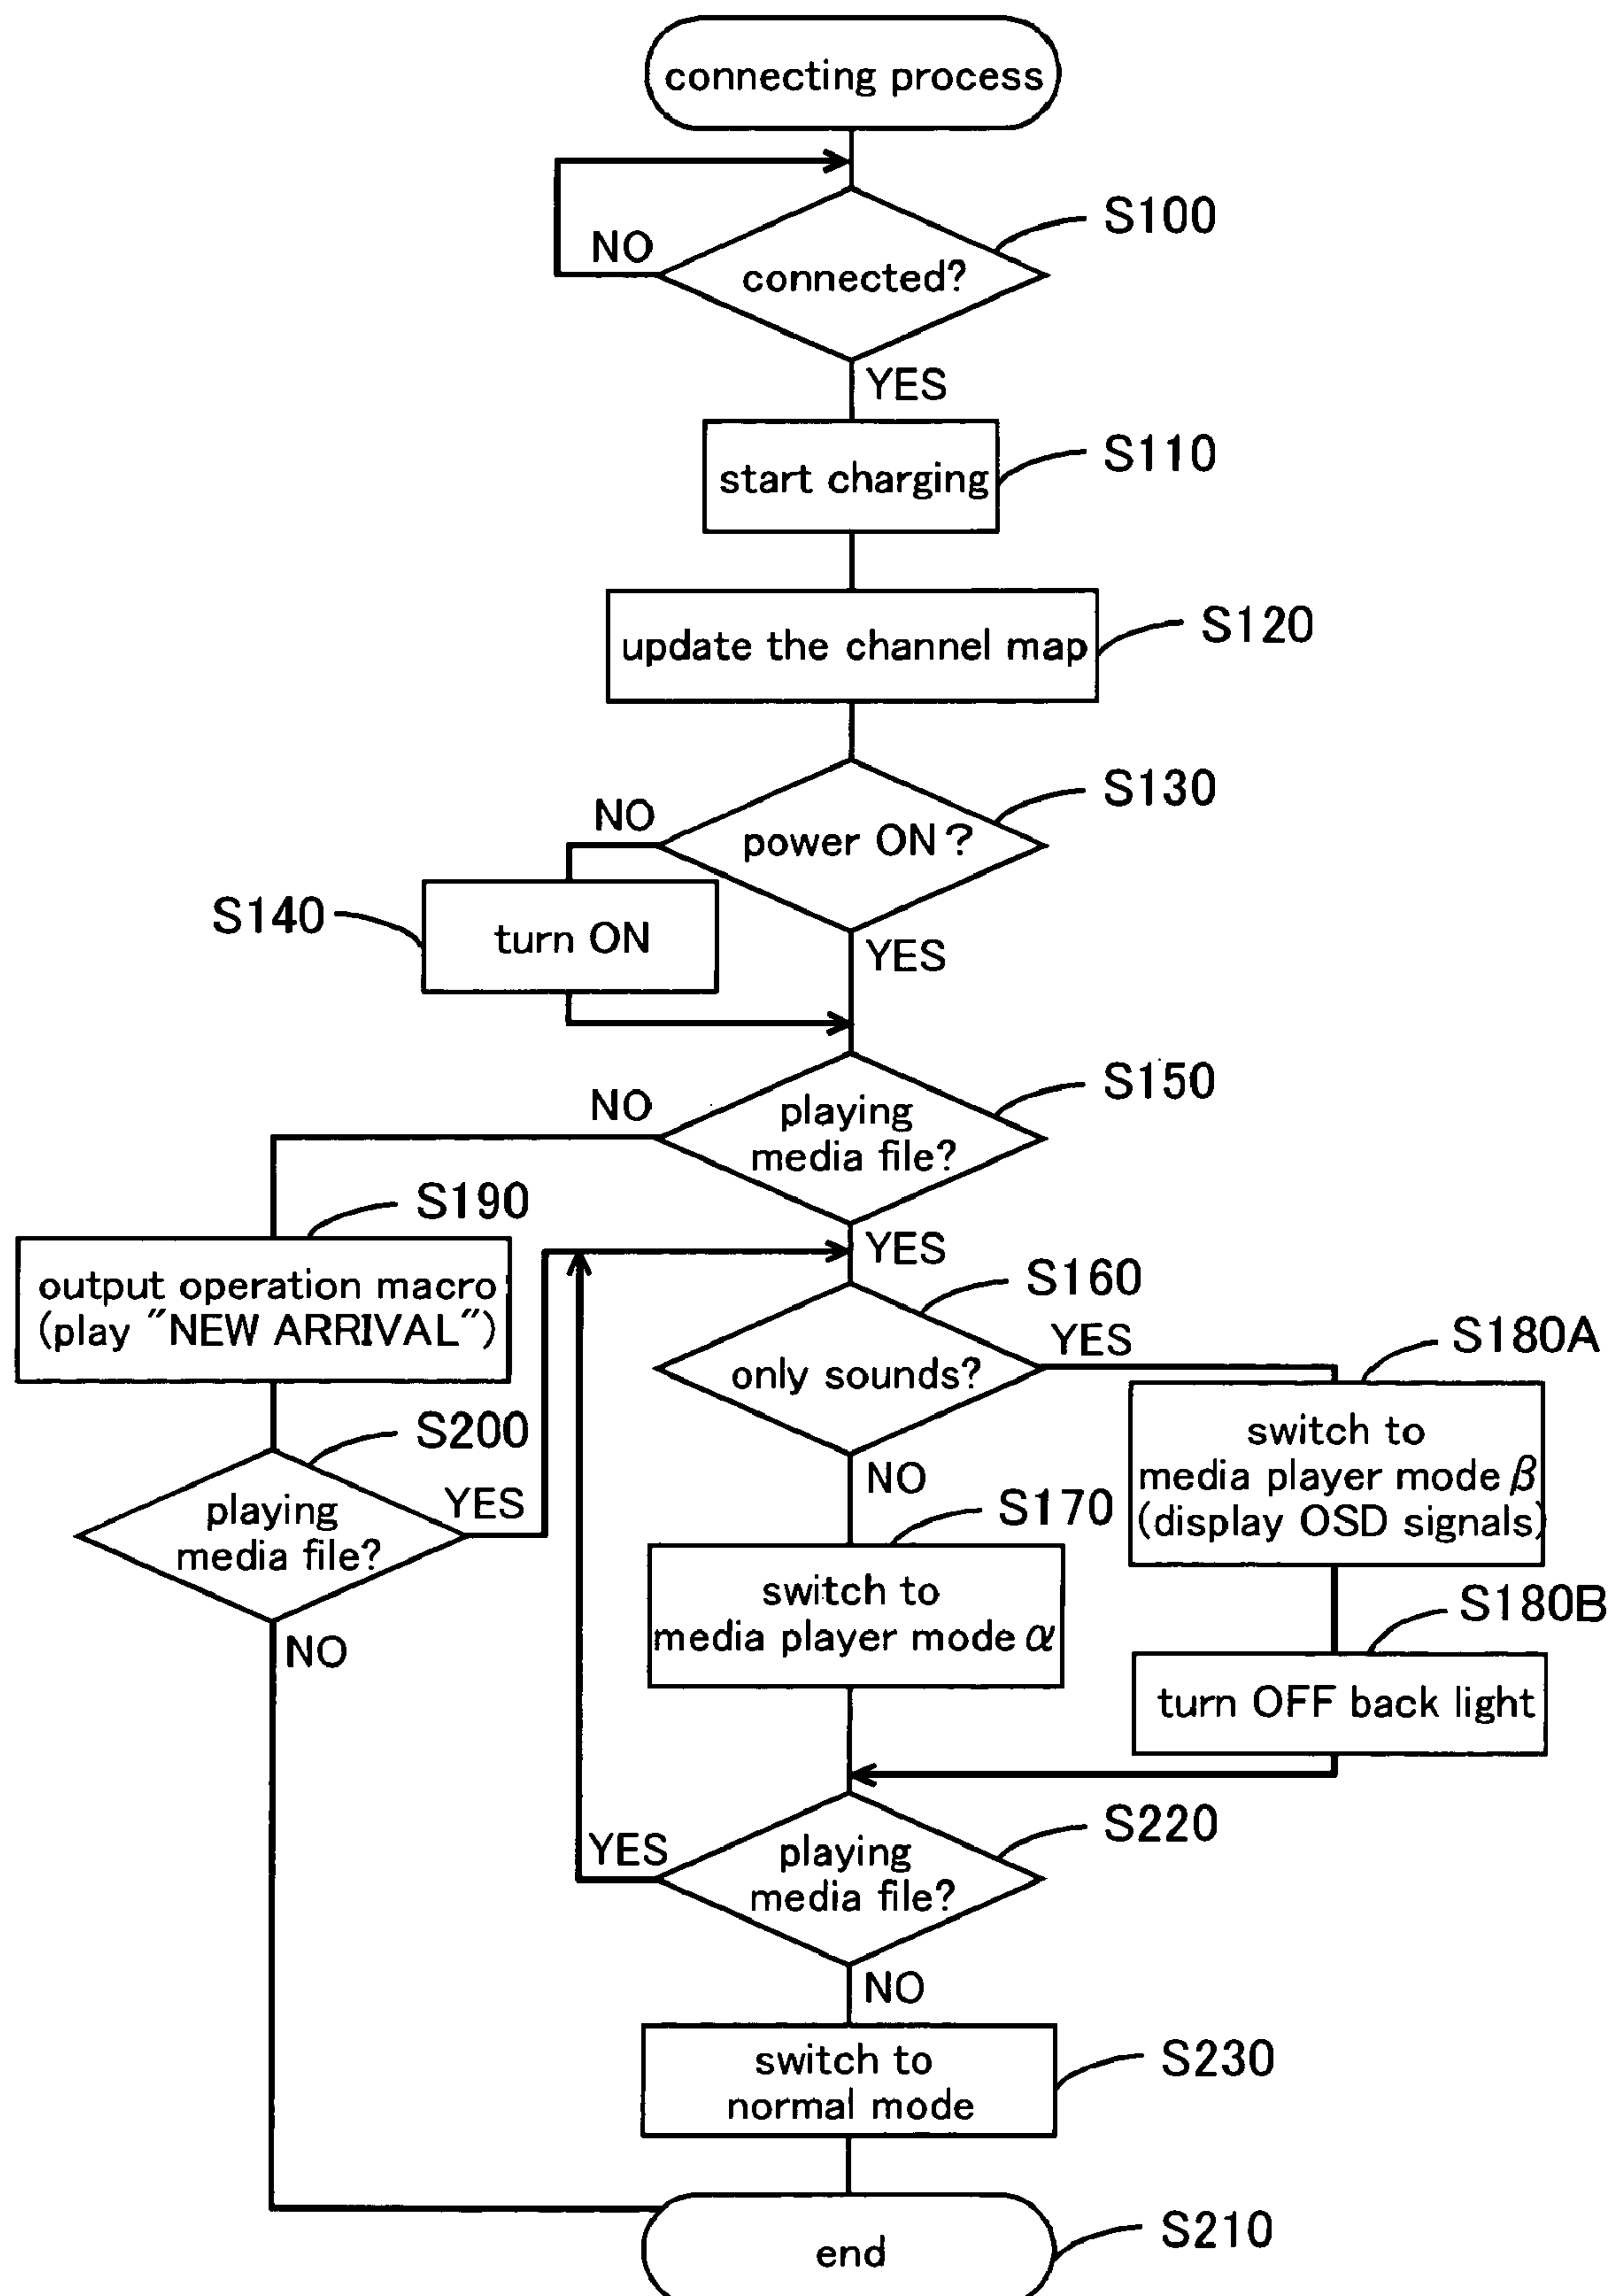 connecting process
S100
NO
connected?
YES
S110
start charging
S120
update the channel map
S130
NO
power ON?
S140
turn ON
YES
S150
NO
playing
media file?
S190
YES
output operation macro
(play "NEW ARRIVAL")
S160
YES
only sounds?
S180A
switch to
media player mode β
(display OSD signals)
S200
NO
playing
media file?
YES
S170
switch to
media player mode α
S180B
NO
turn OFF back light
S220
YES
playing
media file?
NO
S230
switch to
normal mode
S210
end